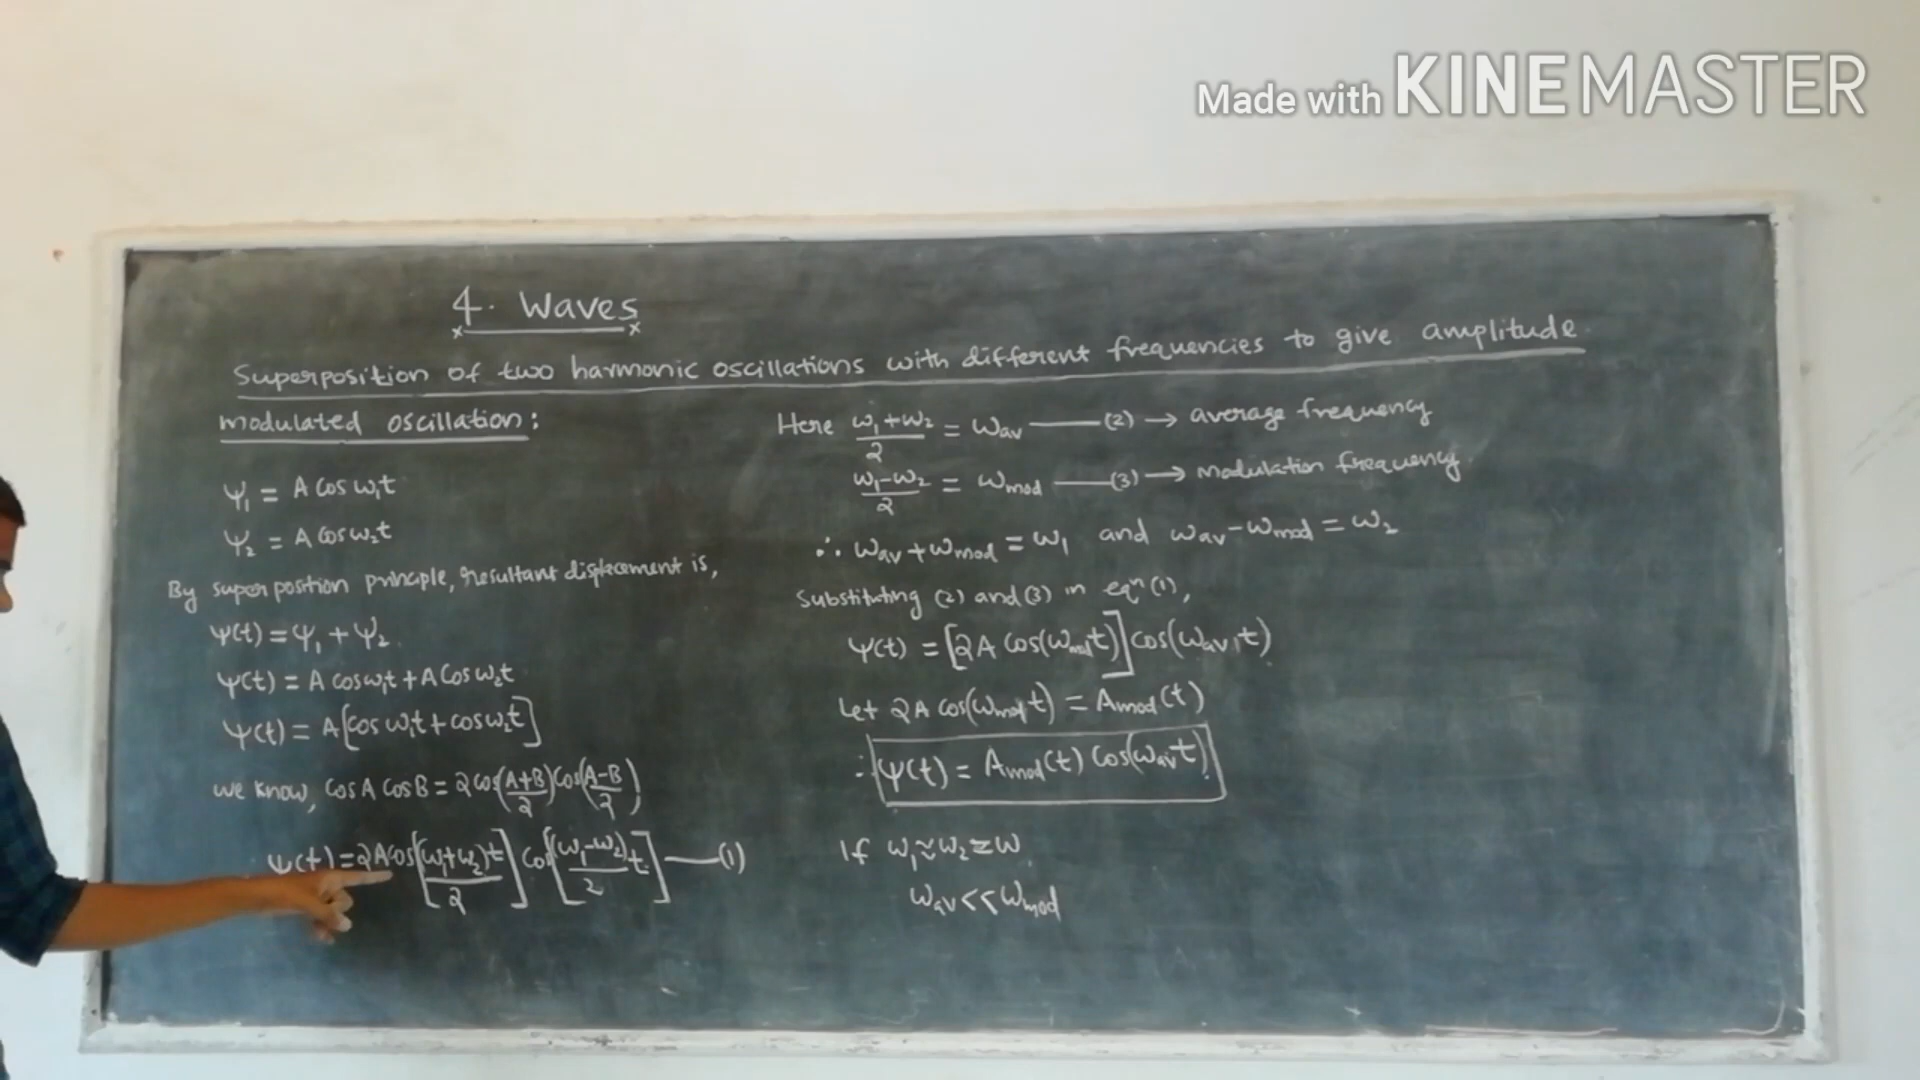 Made with KINEMASTER
4. Waves
Superposition of two harmonic oscillations with different frequencies to give amplitude
modulated oscillation:
ψ₁ = A Cos ω₁t
ψ₂ = A Cos ω₂t
By superposition principle, resultant displacement is,
ψ(t) = ψ₁ + ψ₂
ψ(t) = A cos ω₁t + A Cos ω₂t
ψ(t) = A[cos ω₁t + cos ω₂t]
we know, Cos A Cos B = 2 cos(A+B/2) Cos(A-B/2)
ψ(t) = 2A cos[(ω₁+ω₂)t/2] Cos[(ω₁-ω₂)/2 t] —(1)
Here ω₁+ω₂/2 = ωav —(2) → average frequency
ω₁-ω₂/2 = ωmod —(3) → Modulation frequency.
∴ ωav + ωmod = ω₁ and ωav - ωmod = ω₂
Substituting (2) and (3) in eqⁿ (1),
ψ(t) = [2A Cos(ωmod t)] cos(ωav t)
Let 2A cos(ωmod t) = Amod(t)
∴ ψ(t) = Amod(t) Cos(ωav t)
If ω₁ ≈ ω₂ ≈ ω
ωav << ωmod